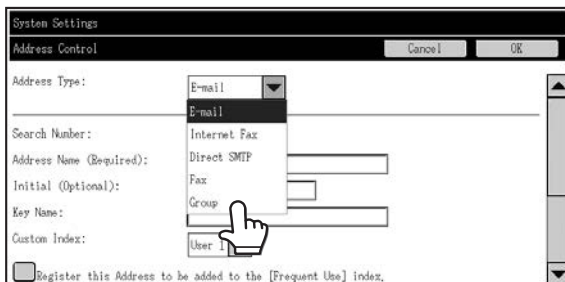 System Settings
Address Control
Cancel
OK
Address Type:
E-mail
E-mail
Internet Fax
Direct SMTP
Fax
Group
Search Number:
Address Name (Required):
Initial (Optional):
Key Name:
Custom Index:
User 1
Register this Address to be added to the [Frequent Use] index.